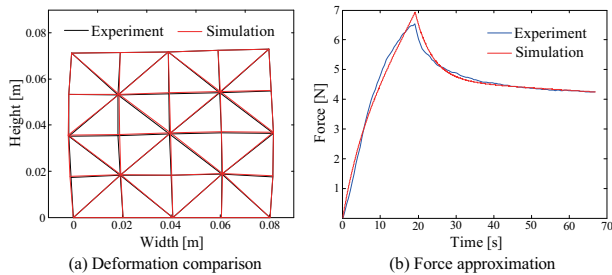 0.08
0.06
0.04
0.02
0
Height [m]
Experiment
Simulation
0 0.02 0.04 0.06 0.08
Width [m]
(a) Deformation comparison
7
6
5
4
3
2
1
Force [N]
Experiment
Simulation
0 10 20 30 40 50 60 70
Time [s]
(b) Force approximation